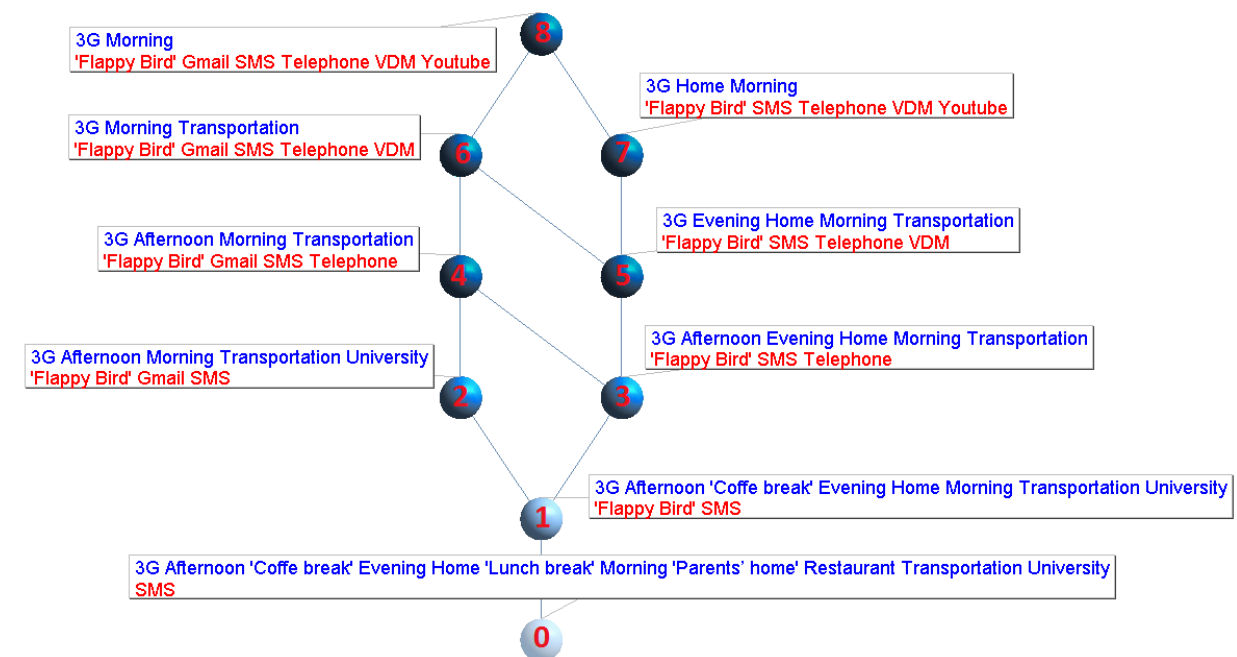 8
3G Morning
'Flappy Bird' Gmail SMS Telephone VDM Youtube
3G Home Morning
'Flappy Bird' SMS Telephone VDM Youtube
3G Morning Transportation
'Flappy Bird' Gmail SMS Telephone VDM
6
7
3G Evening Home Morning Transportation
'Flappy Bird' SMS Telephone VDM
3G Afternoon Morning Transportation
'Flappy Bird' Gmail SMS Telephone
4
5
3G Afternoon Evening Home Morning Transportation
'Flappy Bird' SMS Telephone
3G Afternoon Morning Transportation University
'Flappy Bird' Gmail SMS
2
3
3G Afternoon 'Coffe break' Evening Home Morning Transportation University
'Flappy Bird' SMS
1
3G Afternoon 'Coffe break' Evening Home 'Lunch break' Morning 'Parents’ home' Restaurant Transportation University
SMS
0